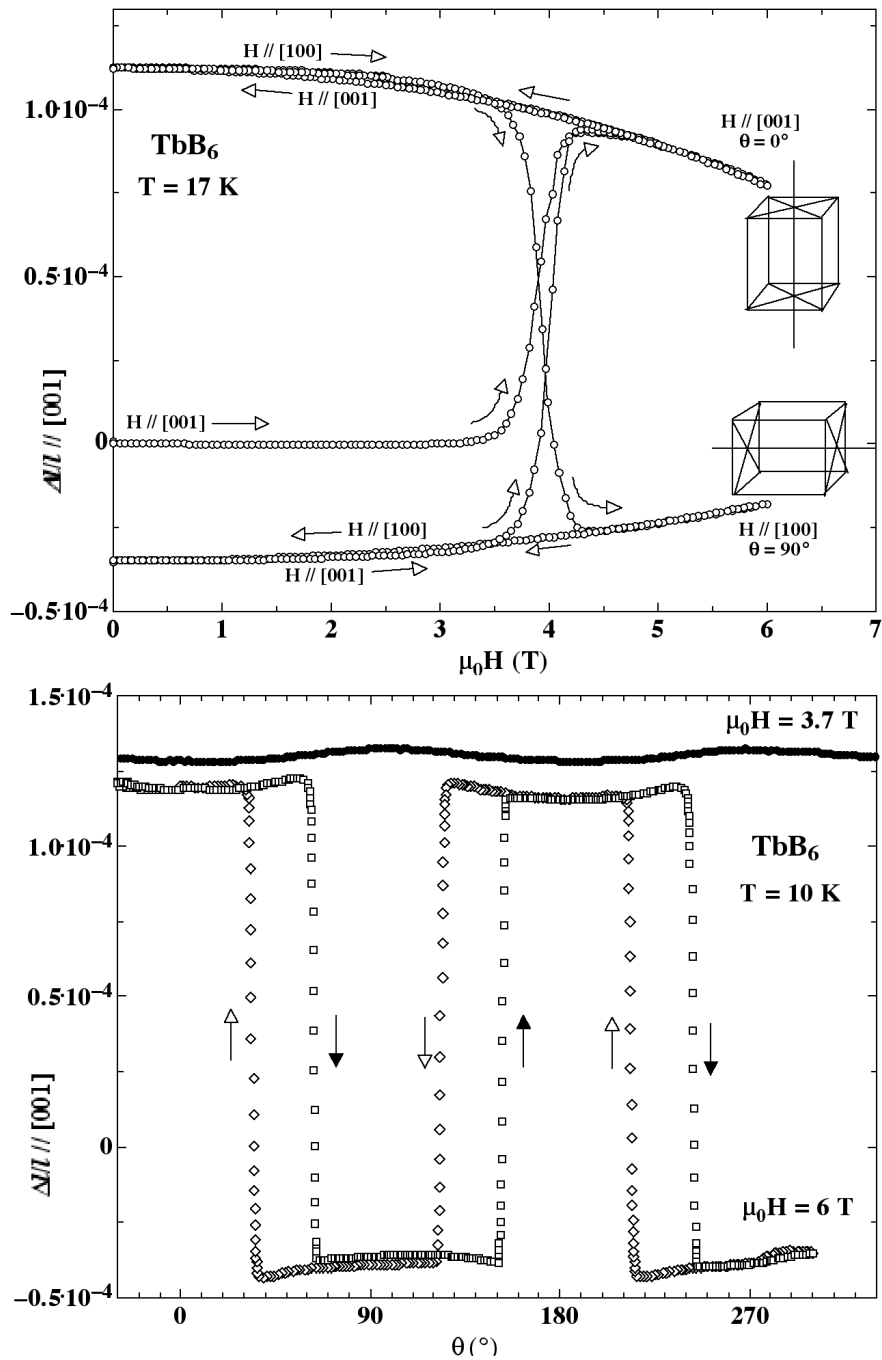 H // [100]
H // [001]
1.0·10⁻⁴
TbB₆
T = 17 K
H // [001]
θ = 0°
0.5·10⁻⁴
Δl/l // [001]
H // [001]
0
H // [100]
H // [001]
H // [100]
θ = 90°
−0.5·10⁻⁴
0 1 2 3 4 5 6 7
μ₀H (T)
1.5·10⁻⁴
μ₀H = 3.7 T
1.0·10⁻⁴
TbB₆
T = 10 K
0.5·10⁻⁴
Δl/l // [001]
0
μ₀H = 6 T
−0.5·10⁻⁴
0 90 180 270
θ (°)